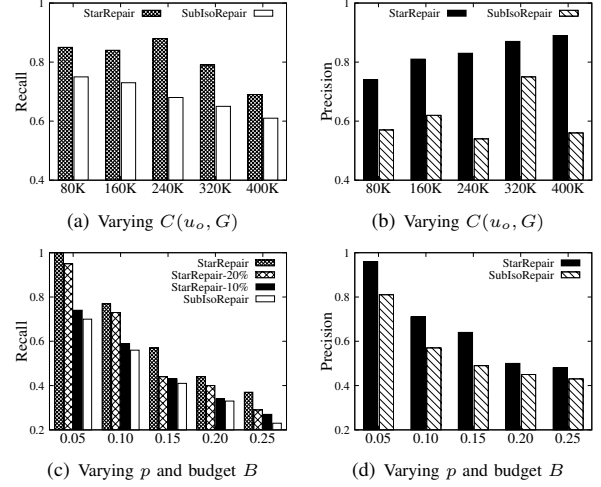 StarRepair
SubIsoRepair
Recall
1
0.8
0.6
0.4
80K 160K 240K 320K 400K
(a) Varying C(u_o, G)
StarRepair
SubIsoRepair
Precision
1
0.8
0.6
0.4
80K 160K 240K 320K 400K
(b) Varying C(u_o, G)
StarRepair
StarRepair-20%
StarRepair-10%
SubIsoRepair
Recall
1
0.8
0.6
0.4
0.2
0.05 0.10 0.15 0.20 0.25
(c) Varying p and budget B
StarRepair
SubIsoRepair
Precision
1
0.8
0.6
0.4
0.2
0.05 0.10 0.15 0.20 0.25
(d) Varying p and budget B